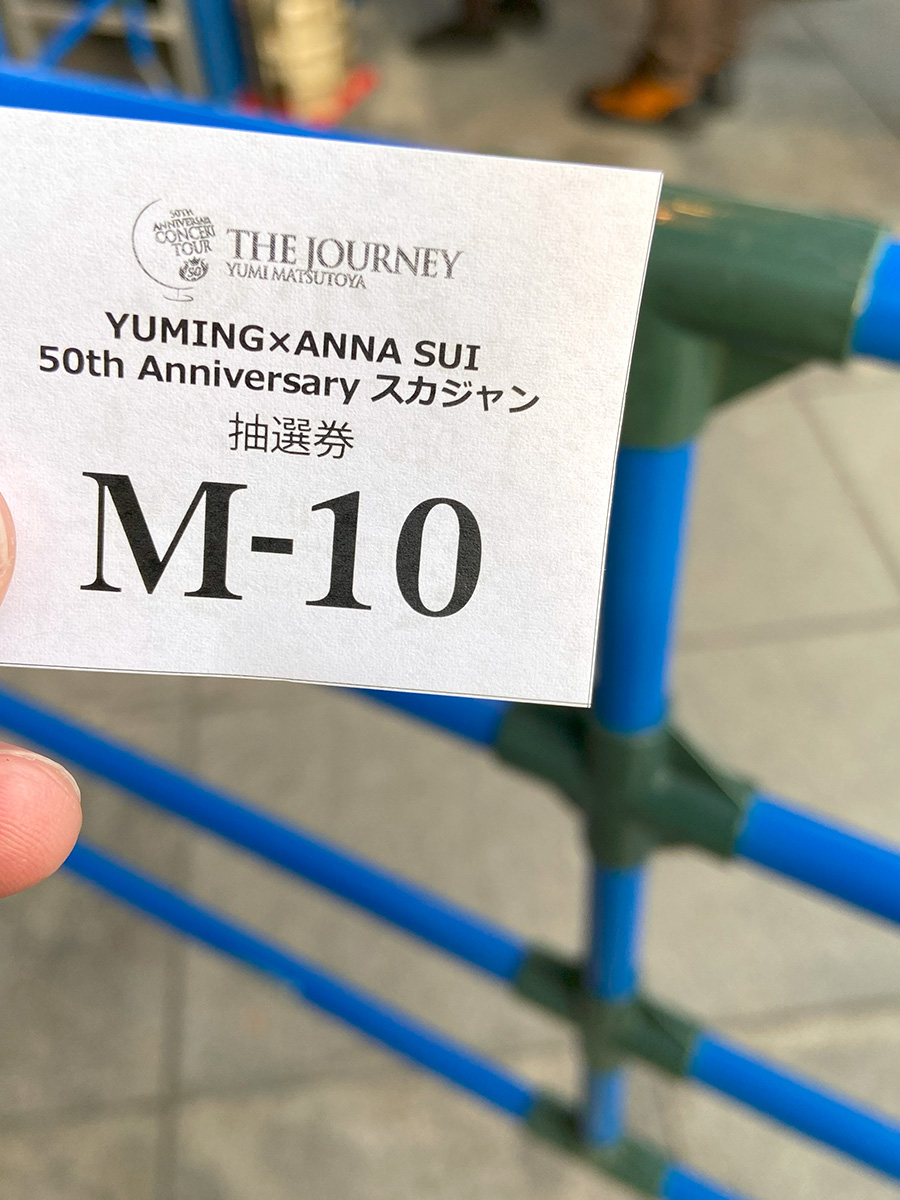 50TH
ANNIVERSARY
CONCERT
TOUR
50
THE JOURNEY
YUMI MATSUTOYA
YUMING×ANNA SUI
50th Anniversary スカジャン
抽選券
M-10